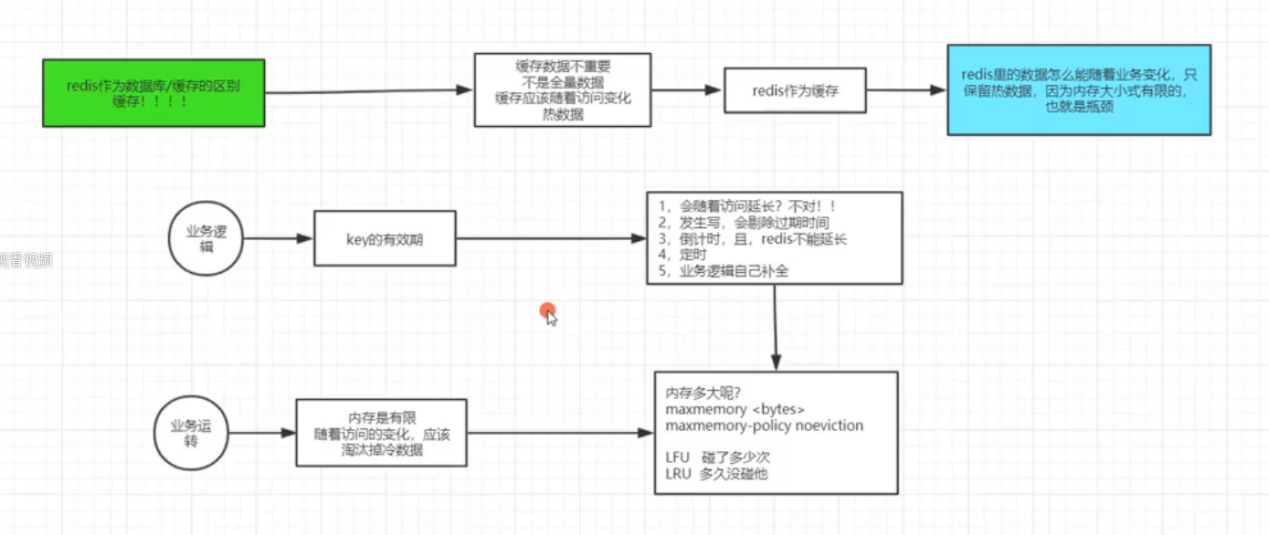 redis作为数据库/缓存的区别
缓存！！！！
缓存数据不重要
不是全量数据
缓存应该随着访问变化
热数据
redis作为缓存
redis里的数据怎么能随着业务变化，只
保留热数据，因为内存大小式有限的，
也就是瓶颈
业务逻
辑
key的有效期
1，会随着访问延长？不对！！
2，发生写，会剔除过期时间
3，倒计时，且，redis不能延长
4，定时
5，业务逻辑自己补全
观看视频
业务运
转
内存是有限
随着访问的变化，应该
淘汰掉冷数据
内存多大呢？
maxmemory <bytes>
maxmemory-policy noeviction
LFU 碰了多少次
LRU 多久没碰他